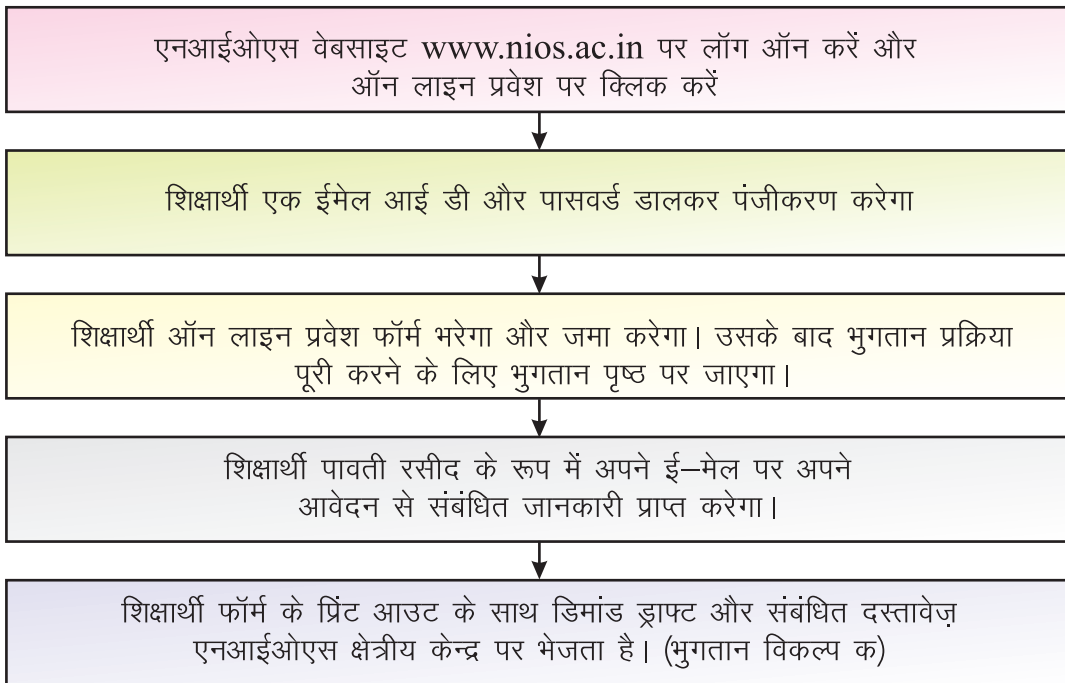 एनआईओएस वेबसाइट www.nios.ac.in पर लॉग ऑन करें और
ऑन लाइन प्रवेश पर क्लिक करें
शिक्षार्थी एक ईमेल आई डी और पासवर्ड डालकर पंजीकरण करेगा
शिक्षार्थी ऑन लाइन प्रवेश फॉर्म भरेगा और जमा करेगा। उसके बाद भुगतान प्रक्रिया
पूरी करने के लिए भुगतान पृष्ठ पर जाएगा।
शिक्षार्थी पावती रसीद के रूप में अपने ई–मेल पर अपने
आवेदन से संबंधित जानकारी प्राप्त करेगा।
शिक्षार्थी फॉर्म के प्रिंट आउट के साथ डिमांड ड्राफ्ट और संबंधित दस्तावेज़
एनआईओएस क्षेत्रीय केन्द्र पर भेजता है। (भुगतान विकल्प क)